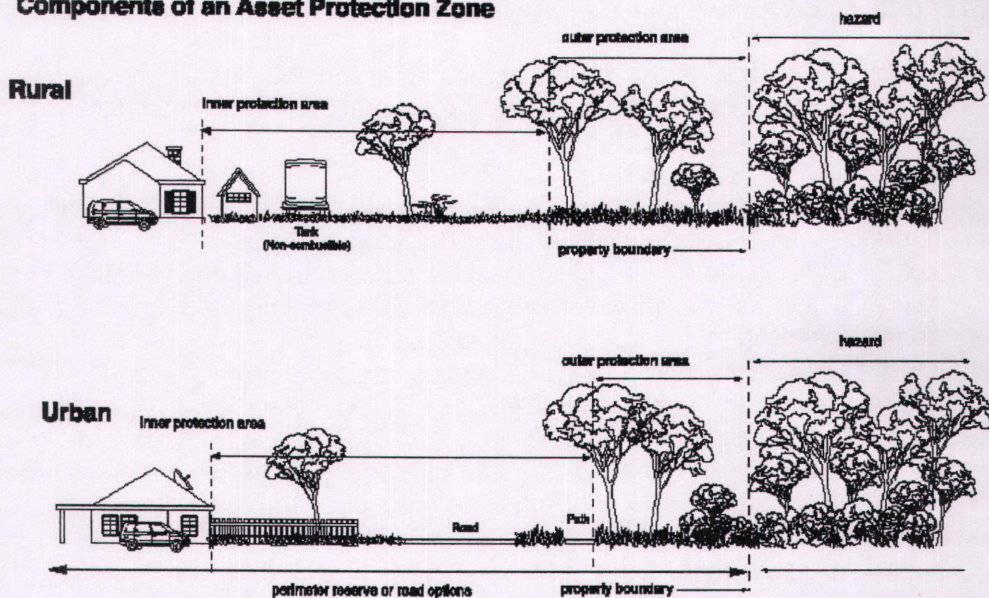 Components of an Asset Protection Zone
hazard
outer protection area
Rural
Inner protection area
Tank
(Non-combustible)
property boundary
hazard
outer protection area
Urban
Inner protection area
Road
Path
perimeter reserve or road options
property boundary